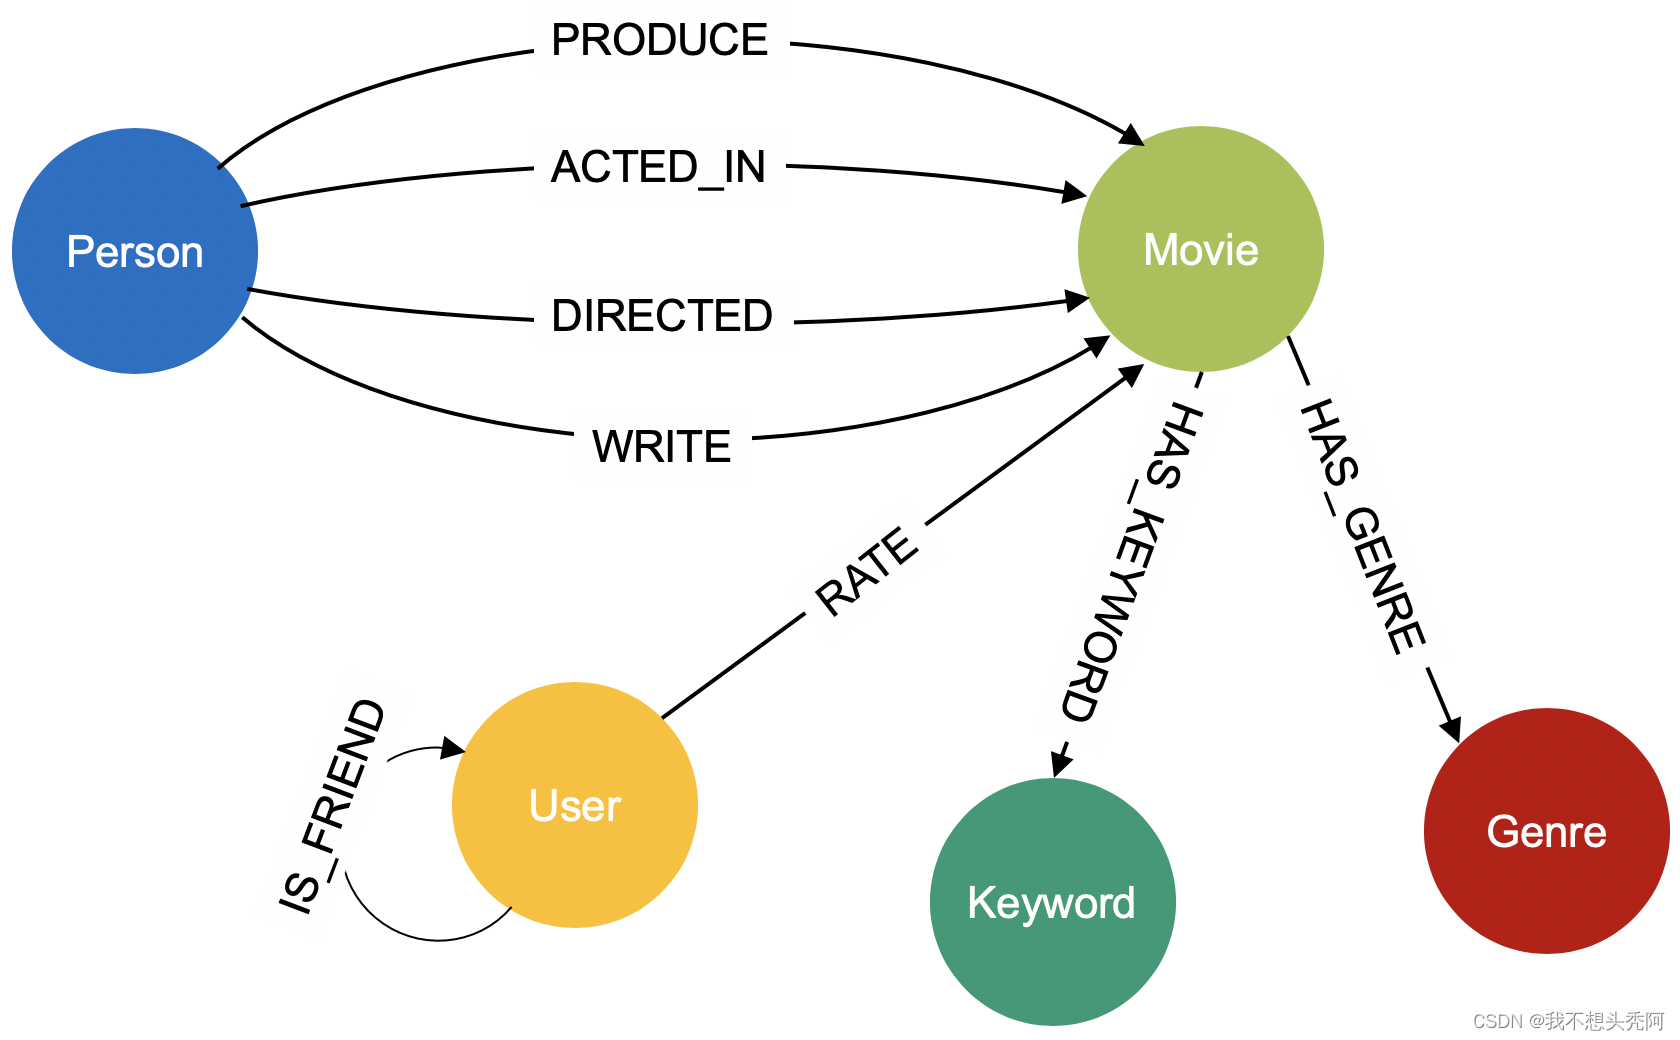 PRODUCE
ACTED_IN
Person
Movie
DIRECTED
WRITE
HAS_KEYWORD
HAS_GENRE
RATE
IS_FRIEND
User
Genre
Keyword
CSDN @我不想头秃阿